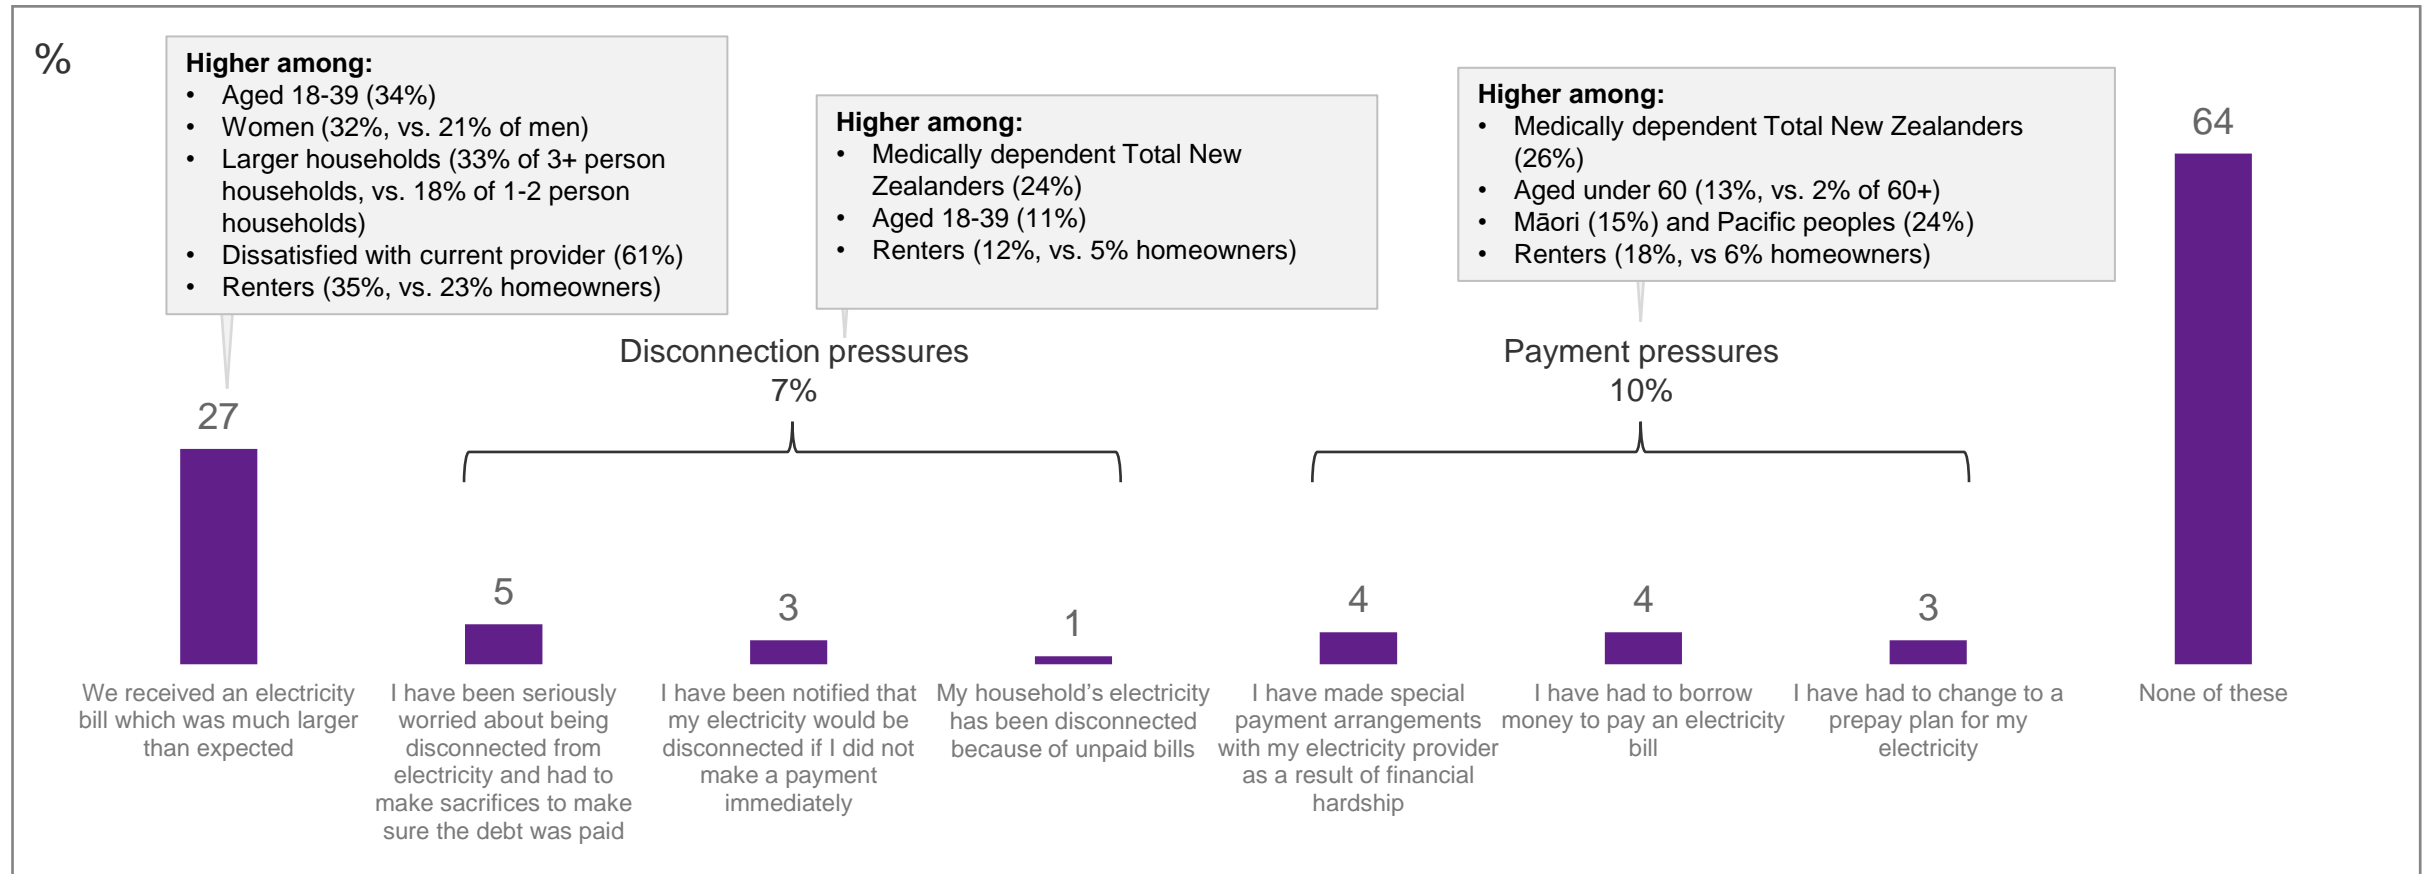 %
Higher among:
• Aged 18-39 (34%)
• Women (32%, vs. 21% of men)
• Larger households (33% of 3+ person
households, vs. 18% of 1-2 person
households)
• Dissatisfied with current provider (61%)
• Renters (35%, vs. 23% homeowners)
Higher among:
• Medically dependent Total New
Zealanders (24%)
• Aged 18-39 (11%)
• Renters (12%, vs. 5% homeowners)
Higher among:
• Medically dependent Total New Zealanders
(26%)
• Aged under 60 (13%, vs. 2% of 60+)
• Māori (15%) and Pacific peoples (24%)
• Renters (18%, vs 6% homeowners)
Disconnection pressures
7%
Payment pressures
10%
27
5
3
1
4
4
3
64
We received an electricity
bill which was much larger
than expected
I have been seriously
worried about being
disconnected from
electricity and had to
make sacrifices to make
sure the debt was paid
I have been notified that
my electricity would be
disconnected if I did not
make a payment
immediately
My household’s electricity
has been disconnected
because of unpaid bills
I have made special
payment arrangements
with my electricity provider
as a result of financial
hardship
I have had to borrow
money to pay an electricity
bill
I have had to change to a
prepay plan for my
electricity
None of these